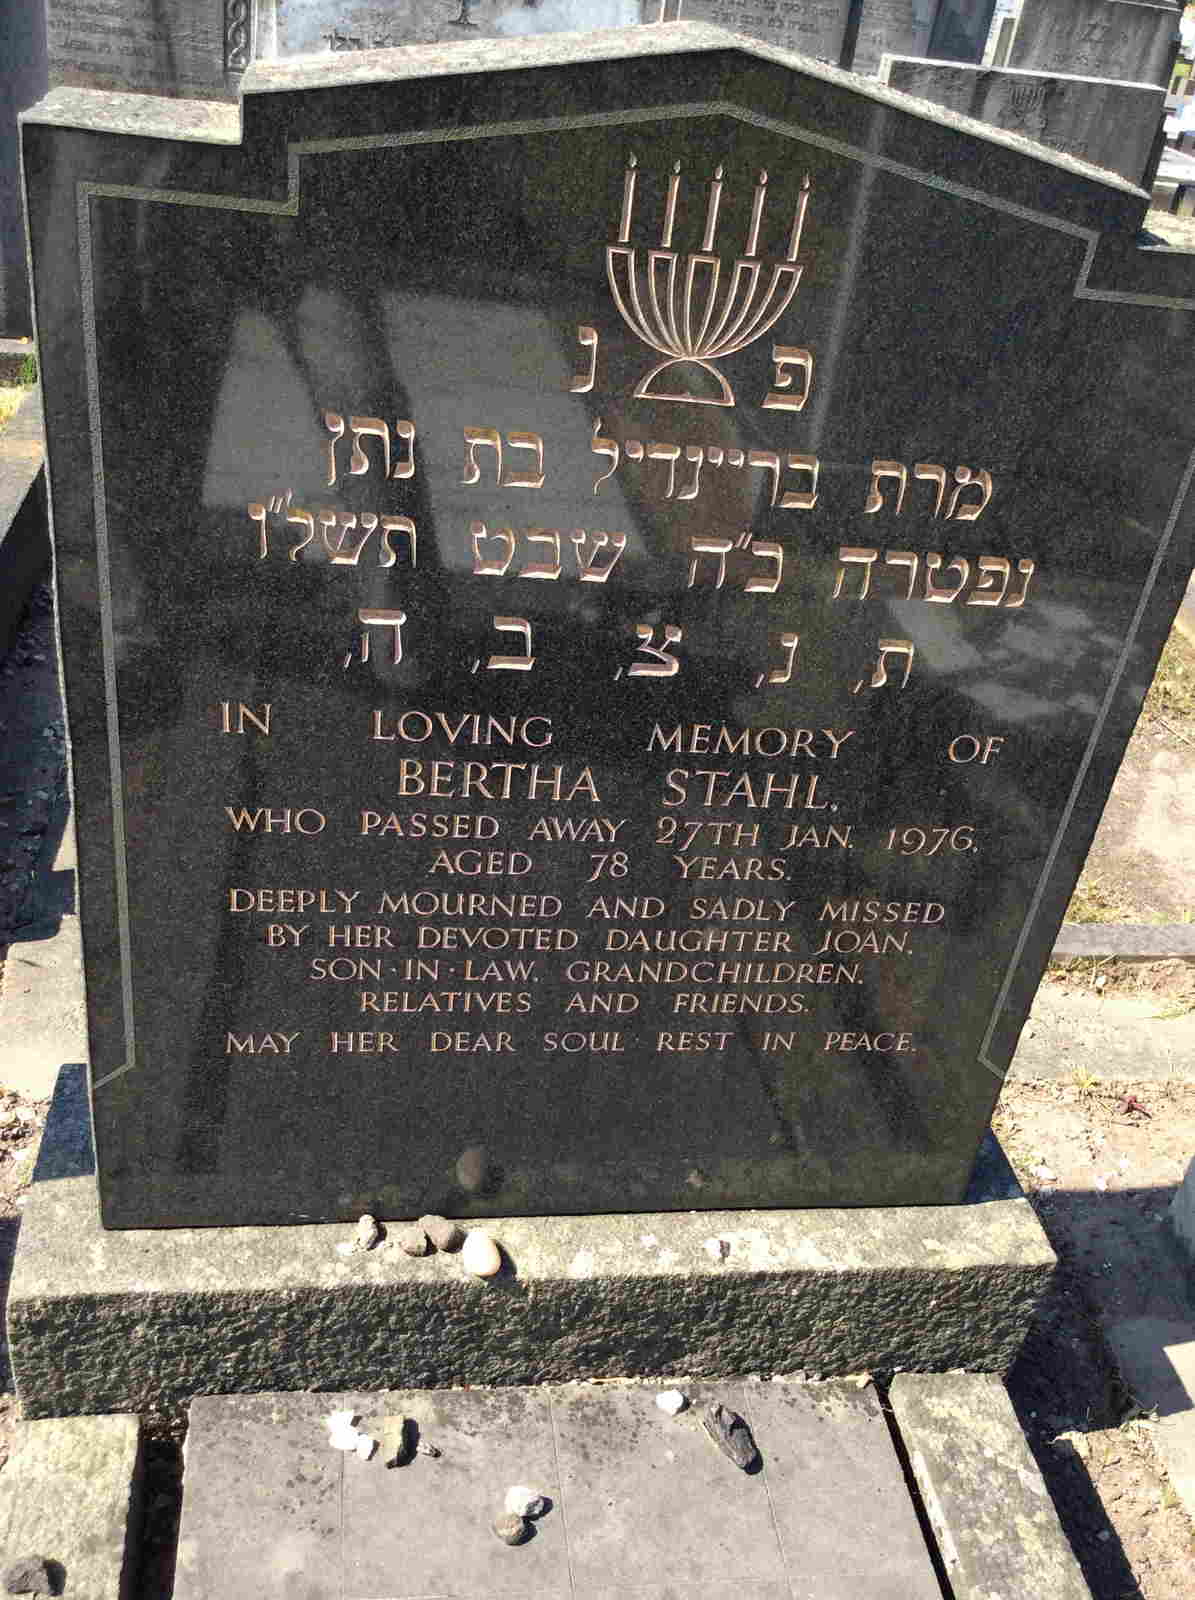 פ נ
מרת בריינדיל בת נתן
נפטרה כ"ה שבט תשל"ו
ת, נ, צ, ב, ה,
IN LOVING MEMORY OF
BERTHA STAHL.
WHO PASSED AWAY 27TH JAN. 1976.
AGED 78 YEARS.
DEEPLY MOURNED AND SADLY MISSED
BY HER DEVOTED DAUGHTER JOAN.
SON·IN·LAW. GRANDCHILDREN.
RELATIVES AND FRIENDS.
MAY HER DEAR SOUL REST IN PEACE.